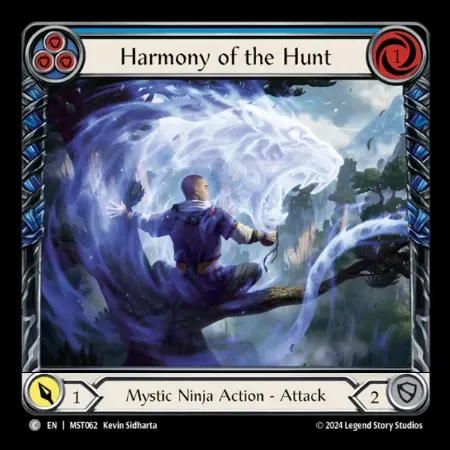 Harmony of the Hunt
1
1
Mystic Ninja Action - Attack
2
C EN | MST062 Kevin Sidharta
©2024 Legend Story Studios